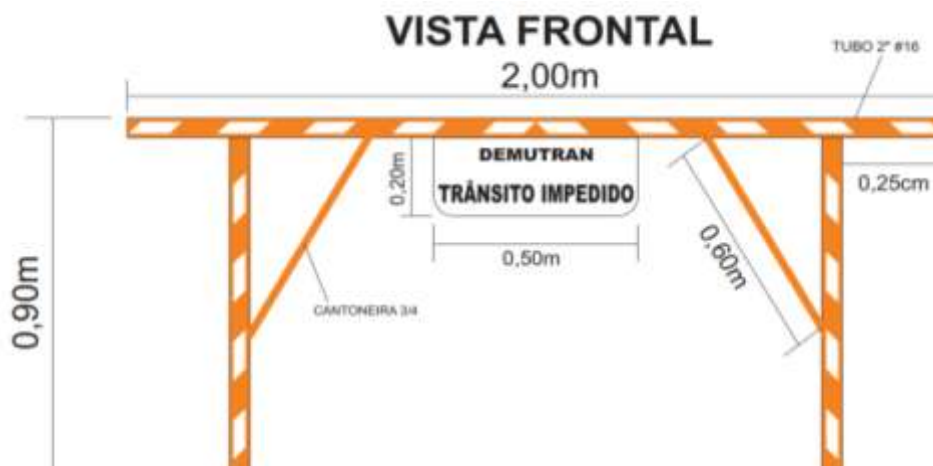 VISTA FRONTAL
TUBO 2" #16
2,00m
DEMUTRAN
0,20m
TRÂNSITO IMPEDIDO
0,25cm
0,50m
0,60m
0,90m
CANTONEIRA 3/4